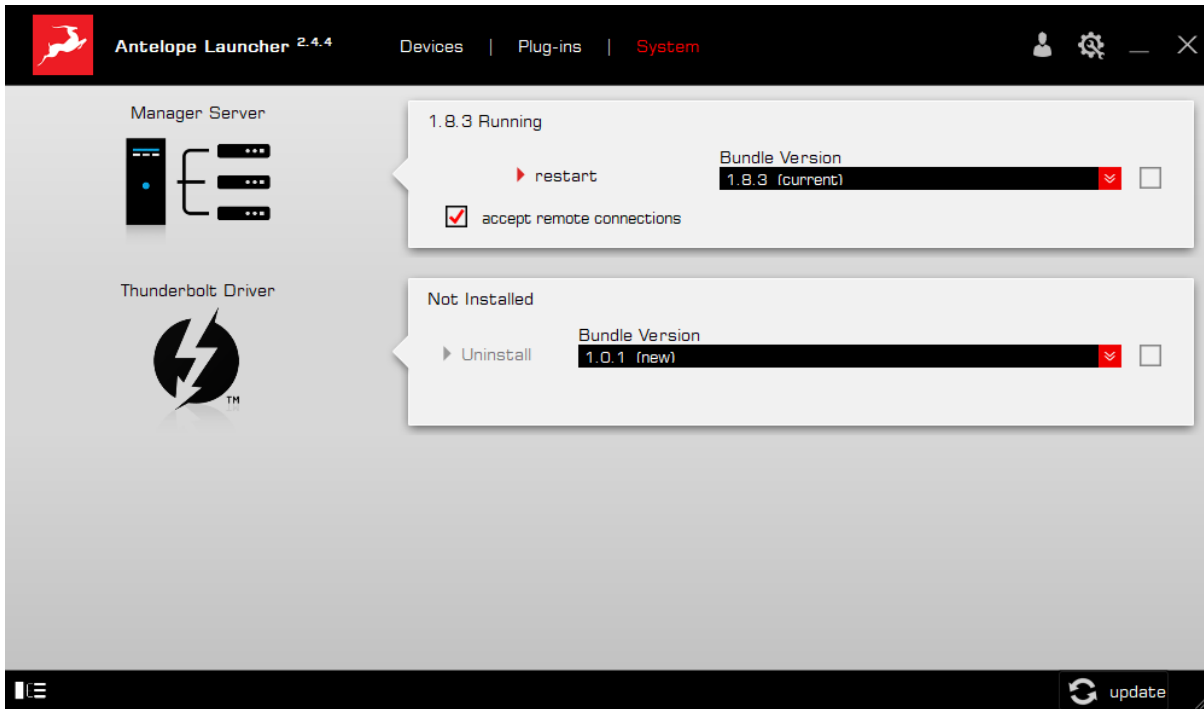 Antelope Launcher 2.4.4 Devices | Plug-ins | System
Manager Server
1.8.3 Running
Bundle Version
restart 1.8.3 (current)
accept remote connections
Thunderbolt Driver
Not Installed
Bundle Version
Uninstall 1.0.1 (new)
TM
update